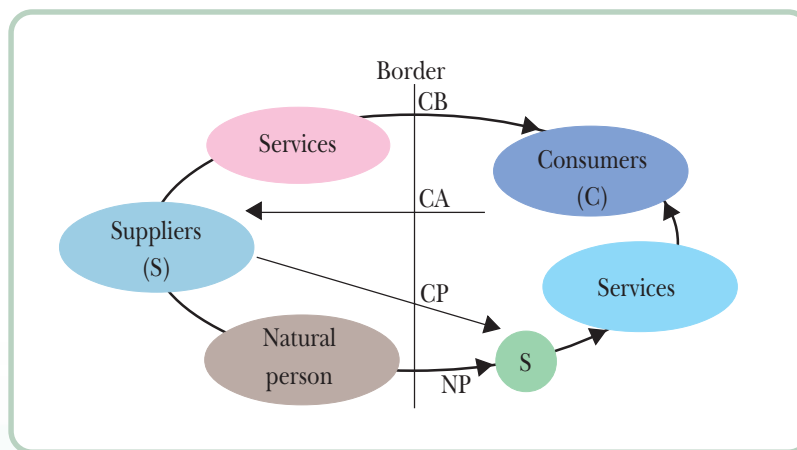 Border
CB
Services
Consumers
(C)
CA
Suppliers
(S)
CP
Services
Natural
person
S
NP